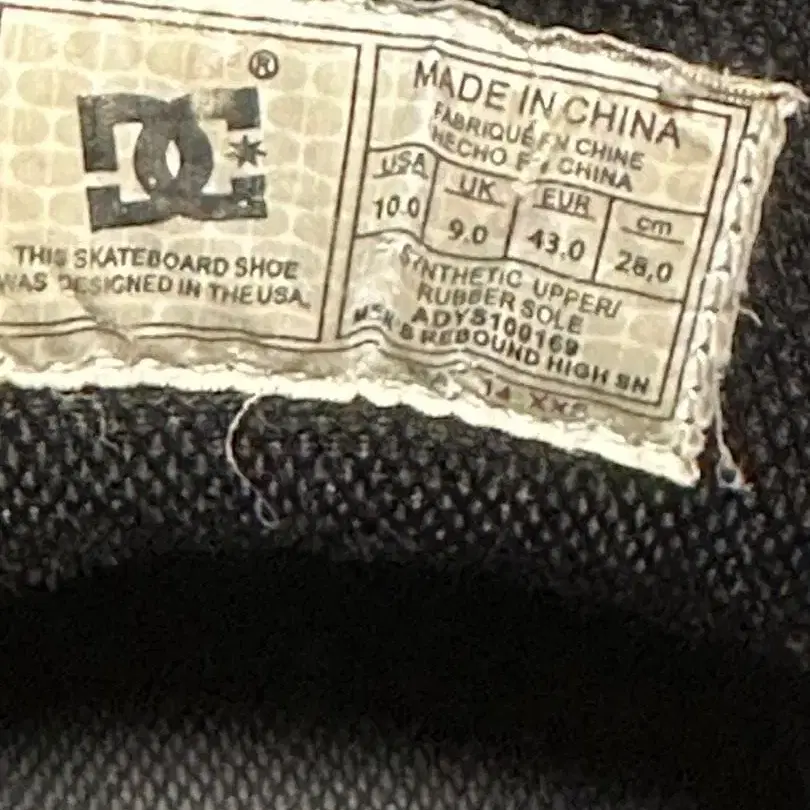 DC ®
THIS SKATEBOARD SHOE
WAS DESIGNED IN THE USA.
MADE IN CHINA
FABRIQUÉ EN CHINE
HECHO EN CHINA
USA UK EUR cm
10.0 9.0 43.0 28.0
SYNTHETIC UPPER/
RUBBER SOLE
ADYS100169
MEN'S REBOUND HIGH SN
14